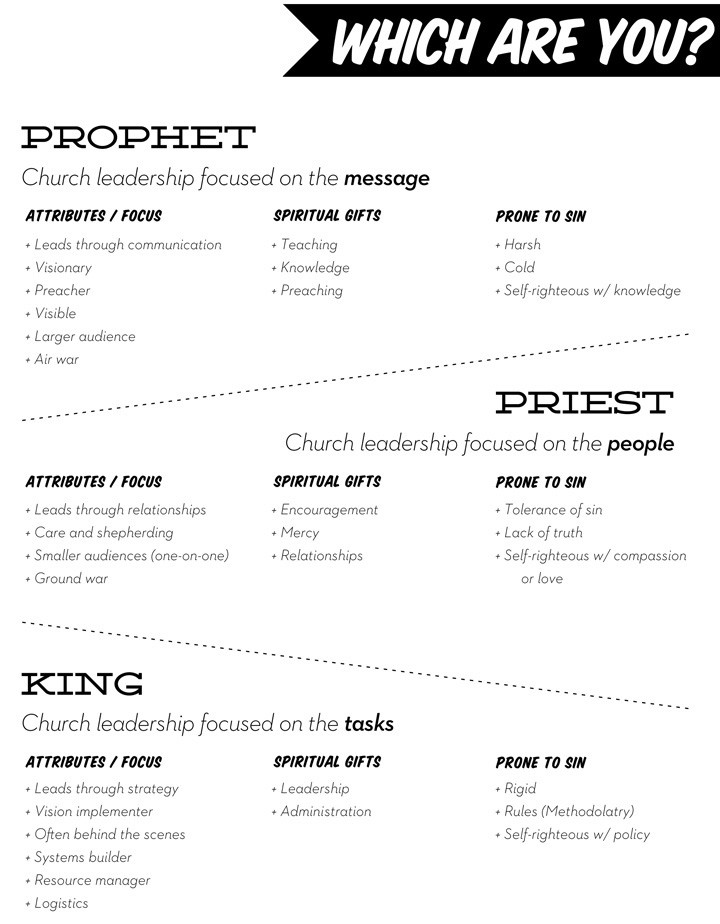 WHICH ARE YOU?
PROPHET
Church leadership focused on the message
ATTRIBUTES / FOCUS
+ Leads through communication
+ Visionary
+ Preacher
+ Visible
+ Larger audience
+ Air war
SPIRITUAL GIFTS
+ Teaching
+ Knowledge
+ Preaching
PRONE TO SIN
+ Harsh
+ Cold
+ Self-righteous w/ knowledge
PRIEST
Church leadership focused on the people
ATTRIBUTES / FOCUS
+ Leads through relationships
+ Care and shepherding
+ Smaller audiences (one-on-one)
+ Ground war
SPIRITUAL GIFTS
+ Encouragement
+ Mercy
+ Relationships
PRONE TO SIN
+ Tolerance of sin
+ Lack of truth
+ Self-righteous w/ compassion
or love
KING
Church leadership focused on the tasks
ATTRIBUTES / FOCUS
+ Leads through strategy
+ Vision implementer
+ Often behind the scenes
+ Systems builder
+ Resource manager
+ Logistics
SPIRITUAL GIFTS
+ Leadership
+ Administration
PRONE TO SIN
+ Rigid
+ Rules (Methodolatry)
+ Self-righteous w/ policy